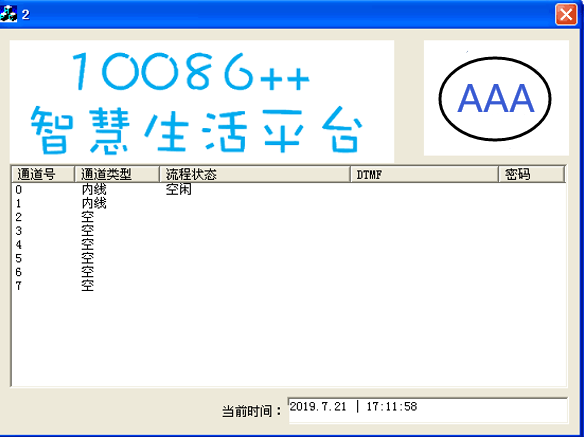 2
10086++
智慧生活平台
AAA
通道号 通道类型 流程状态 DTMF 密码
0 内线 空闲
1 内线
2 空
3 空
4 空
5 空
6 空
7 空
当前时间： 2019.7.21 | 17:11:58